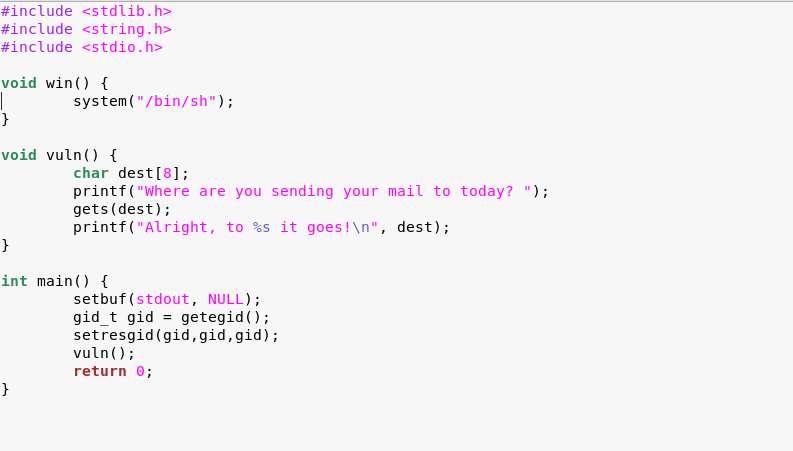 #include <stdlib.h>
#include <string.h>
#include <stdio.h>
void win() {
system("/bin/sh");
}
void vuln() {
char dest[8];
printf("Where are you sending your mail to today? ");
gets(dest);
printf("Alright, to %s it goes!\n", dest);
}
int main() {
setbuf(stdout, NULL);
gid_t gid = getegid();
setresgid(gid,gid,gid);
vuln();
return 0;
}